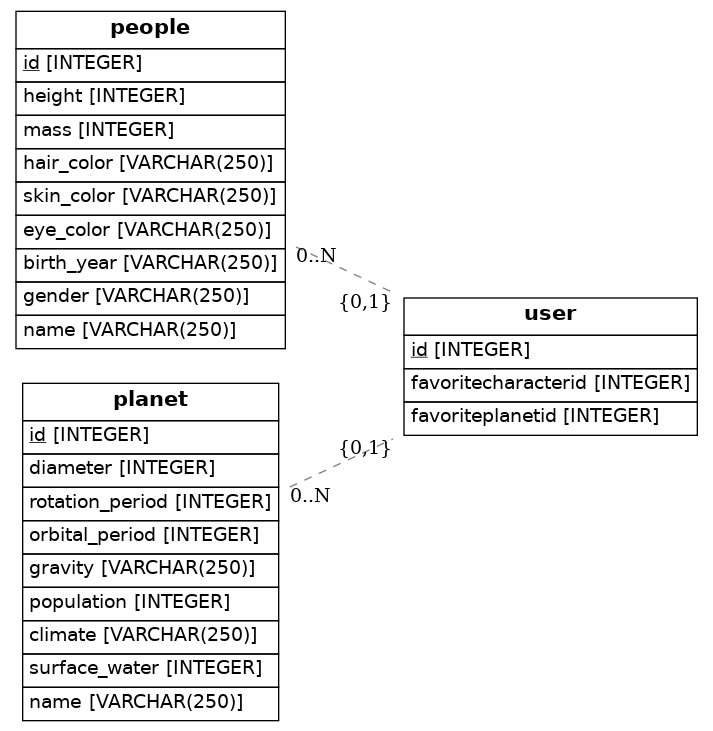 people
id [INTEGER]
height [INTEGER]
mass [INTEGER]
hair_color [VARCHAR(250)]
skin_color [VARCHAR(250)]
eye_color [VARCHAR(250)]
birth_year [VARCHAR(250)]
gender [VARCHAR(250)]
name [VARCHAR(250)]
0..N
{0,1}
user
id [INTEGER]
favoritecharacterid [INTEGER]
favoriteplanetid [INTEGER]
{0,1}
0..N
planet
id [INTEGER]
diameter [INTEGER]
rotation_period [INTEGER]
orbital_period [INTEGER]
gravity [VARCHAR(250)]
population [INTEGER]
climate [VARCHAR(250)]
surface_water [INTEGER]
name [VARCHAR(250)]